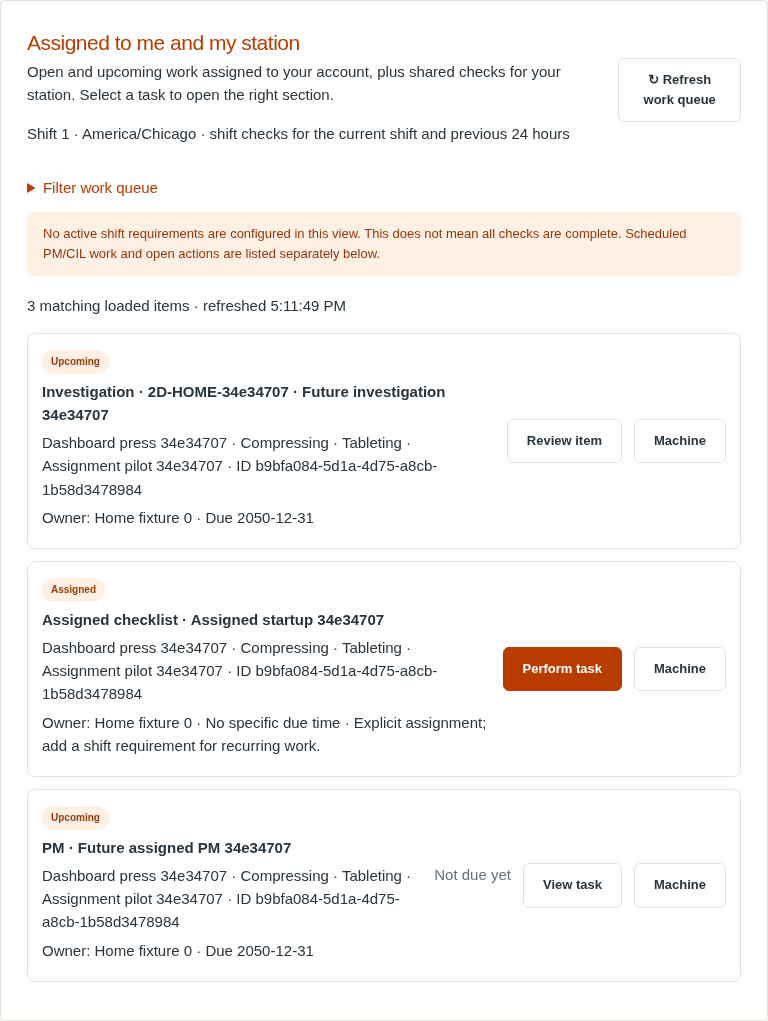 Assigned to me and my station
Open and upcoming work assigned to your account, plus shared checks for your
station. Select a task to open the right section.
↻ Refresh
work queue
Shift 1 · America/Chicago · shift checks for the current shift and previous 24 hours
Filter work queue
No active shift requirements are configured in this view. This does not mean all checks are complete. Scheduled
PM/CIL work and open actions are listed separately below.
3 matching loaded items · refreshed 5:11:49 PM
Upcoming
Investigation · 2D-HOME-34e34707 · Future investigation
34e34707
Dashboard press 34e34707 · Compressing · Tableting ·
Assignment pilot 34e34707 · ID b9bfa084-5d1a-4d75-a8cb-
1b58d3478984
Owner: Home fixture 0 · Due 2050-12-31
Review item
Machine
Assigned
Assigned checklist · Assigned startup 34e34707
Dashboard press 34e34707 · Compressing · Tableting ·
Assignment pilot 34e34707 · ID b9bfa084-5d1a-4d75-a8cb-
1b58d3478984
Owner: Home fixture 0 · No specific due time · Explicit assignment;
add a shift requirement for recurring work.
Perform task
Machine
Upcoming
PM · Future assigned PM 34e34707
Dashboard press 34e34707 · Compressing · Tableting ·
Assignment pilot 34e34707 · ID b9bfa084-5d1a-4d75-
a8cb-1b58d3478984
Owner: Home fixture 0 · Due 2050-12-31
Not due yet
View task
Machine